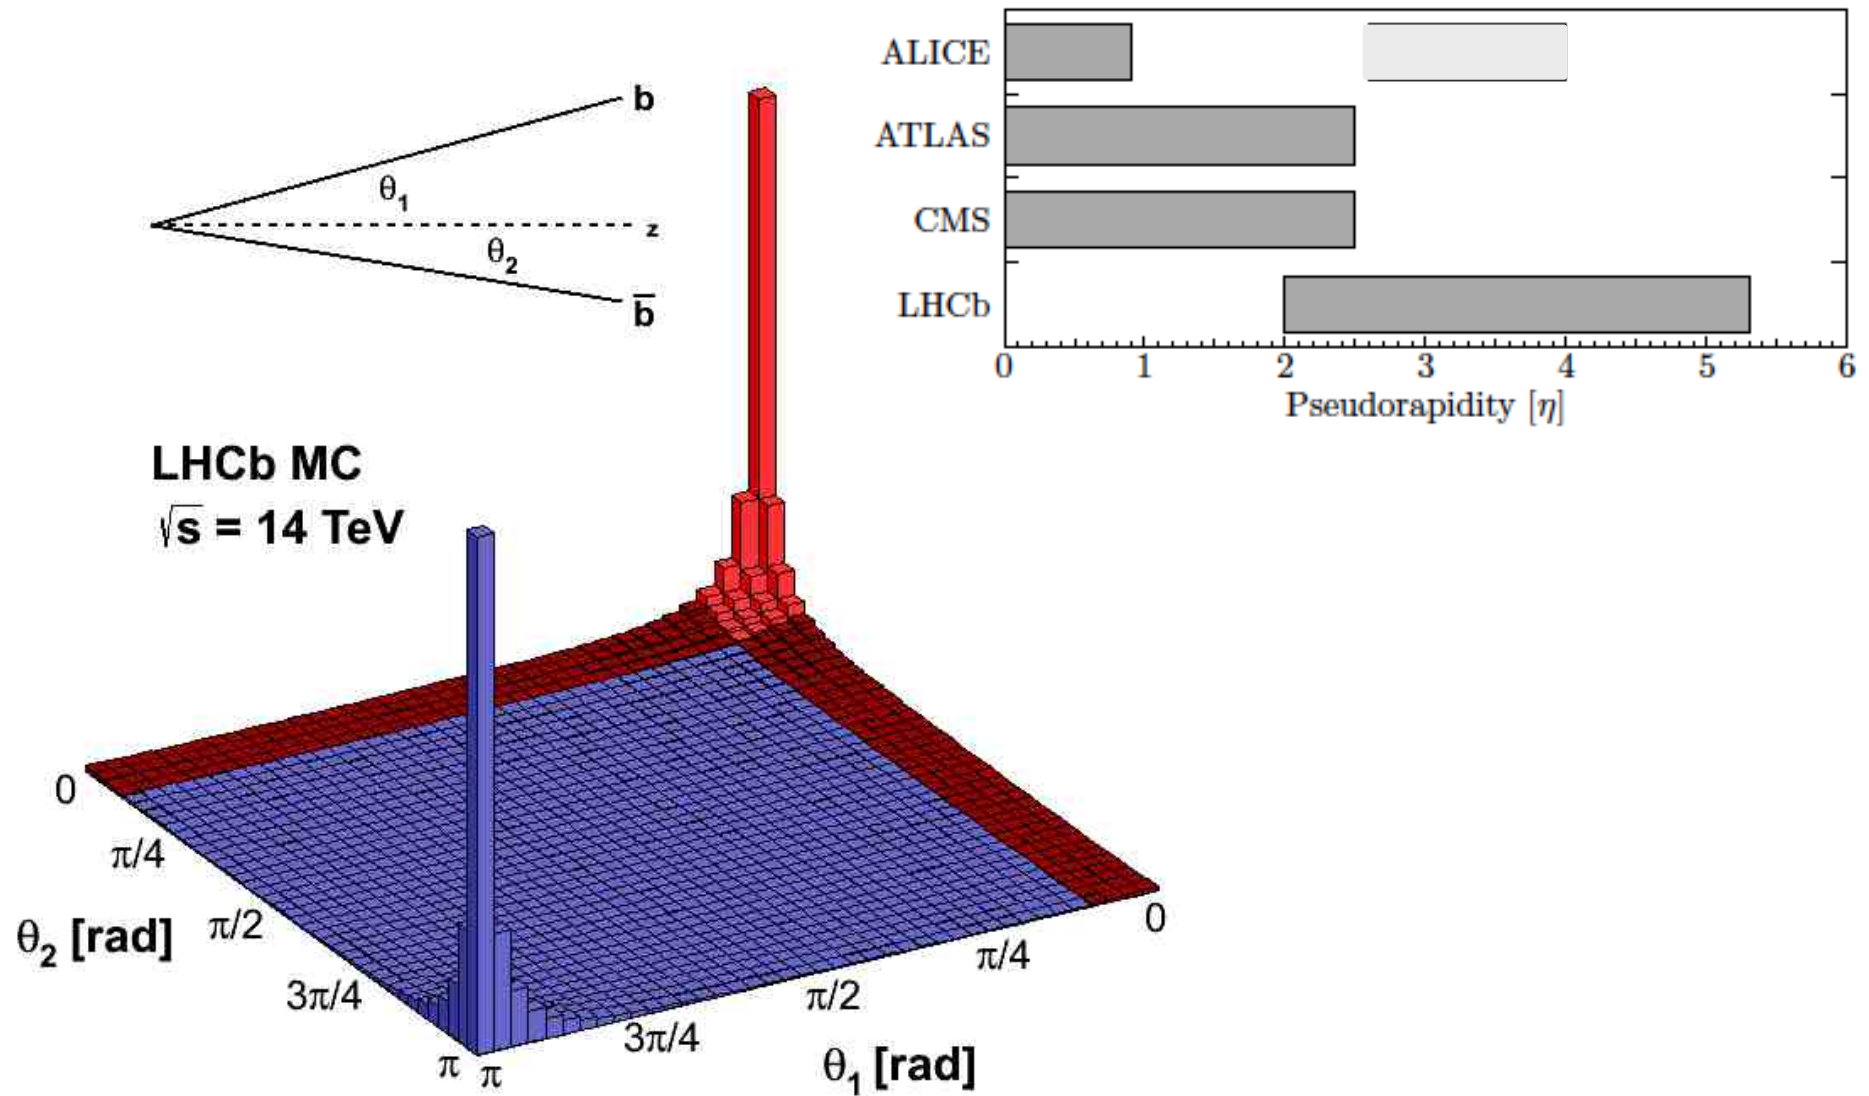 b
θ1
z
θ2
b̅
LHCb MC
√s = 14 TeV
0
π/4
π/2
3π/4
π
θ2 [rad]
π
3π/4
π/2
π/4
0
θ1 [rad]
ALICE
ATLAS
CMS
LHCb
0 1 2 3 4 5 6
Pseudorapidity [η]